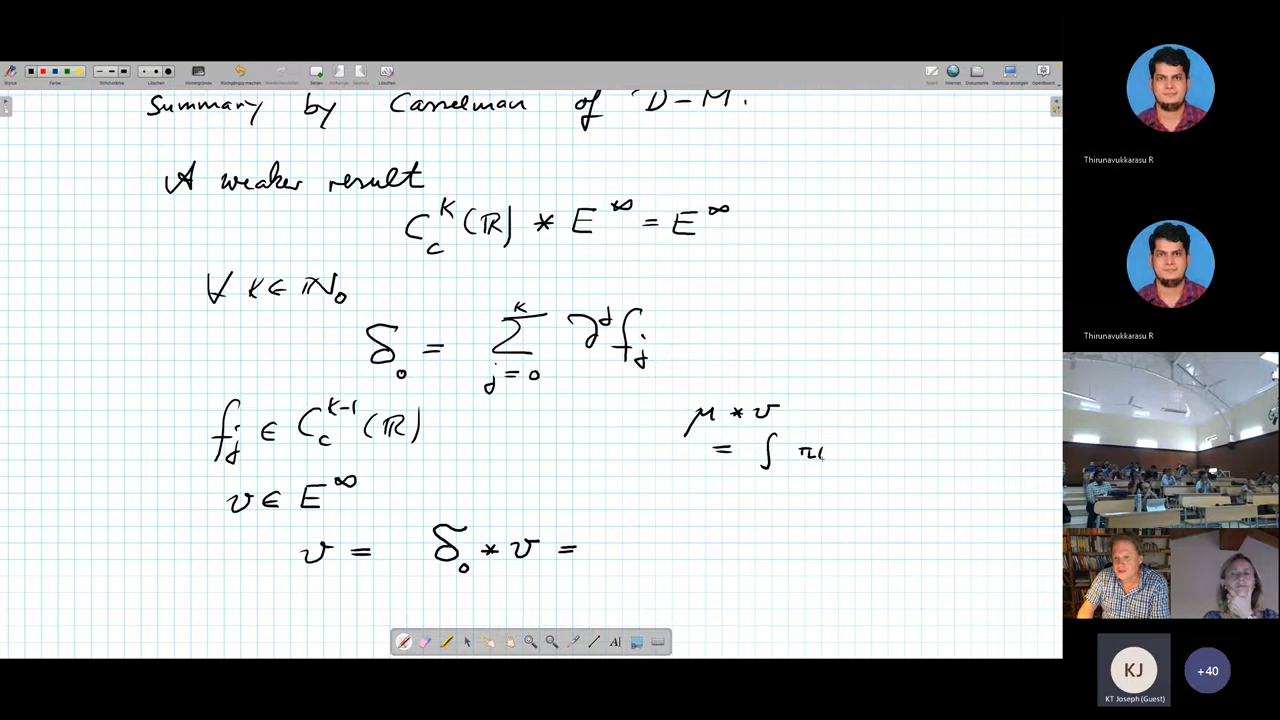 Stifttstärke
Summary by Casselman of D-M.
A weaker result
C_c^k(ℝ) * E^∞ = E^∞
∀ k ∈ ℕ_0
δ_0 = ∑_{j=0}^{k} ∂^j f_j
f_j ∈ C_c^{k-1}(ℝ)
μ * v
= ∫ π(
v ∈ E^∞
v = δ_0 * v =
Thirunavukkarasu R
Thirunavukkarasu R
KJ
+40
KT Joseph (Guest)